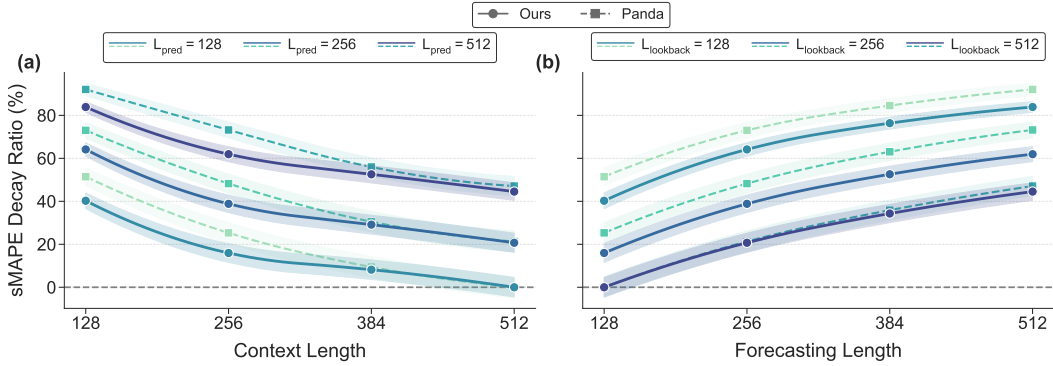 Ours Panda
L_pred = 128 L_pred = 256 L_pred = 512
L_lookback = 128 L_lookback = 256 L_lookback = 512
(a)
(b)
sMAPE Decay Ratio (%)
80
60
40
20
0
128 256 384 512
128 256 384 512
Context Length
Forecasting Length